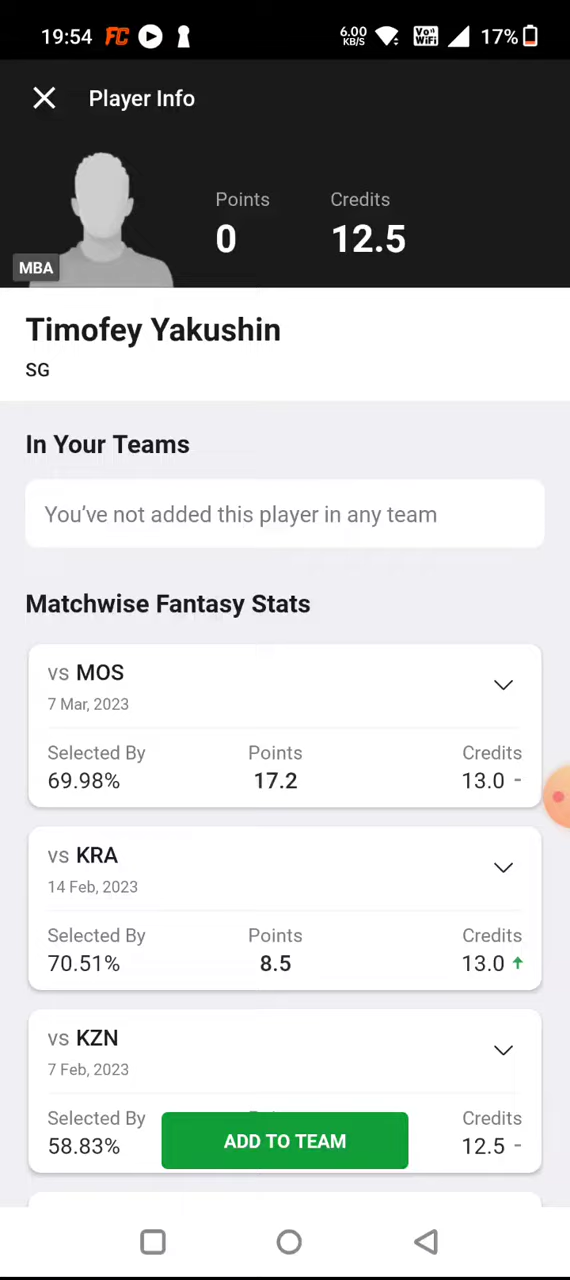 19:54 FC 6.00 KB/S VoD WiFi 17%
Player Info
Points Credits
0 12.5
MBA
Timofey Yakushin
SG
In Your Teams
You've not added this player in any team
Matchwise Fantasy Stats
vs MOS
7 Mar, 2023
Selected By Points Credits
69.98% 17.2 13.0 -
vs KRA
14 Feb, 2023
Selected By Points Credits
70.51% 8.5 13.0 ↑
vs KZN
7 Feb, 2023
Selected By Credits
58.83% 12.5 -
ADD TO TEAM